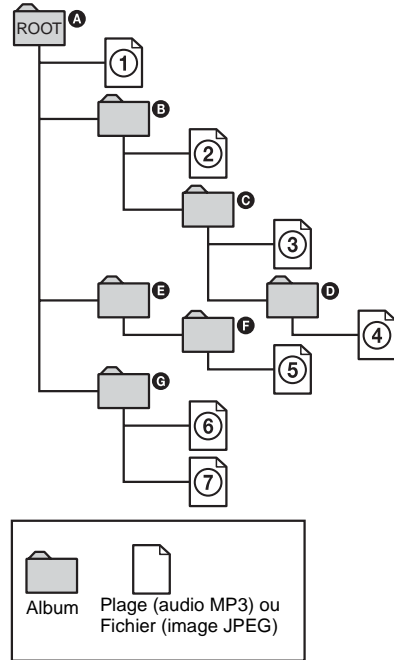 ROOT A
1
B
2
C
3
E
D
F
4
5
G
6
7
Album
Plage (audio MP3) ou
Fichier (image JPEG)